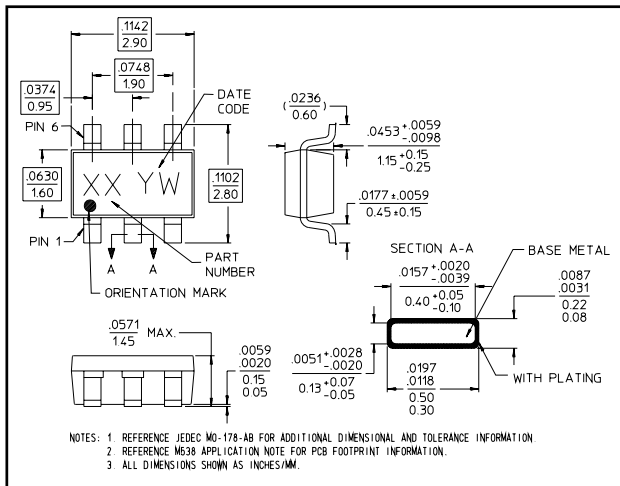 .1142
2.90
.0748
1.90
.0374
0.95
DATE
CODE
PIN 6
.0630
1.60
XX YW
.1102
2.80
PIN 1
A A
PART
NUMBER
ORIENTATION MARK
(.0236)
0.60
.0453 +.0059
-.0098
1.15 +0.15
-0.25
.0177 ±.0059
0.45 ±0.15
SECTION A-A
BASE METAL
.0157 +.0020
-.0039
0.40 +0.05
-0.10
.0087
.0031
0.22
0.08
.0051 +.0028
-.0020
0.13 +0.07
-0.05
.0197
.0118
0.50
0.30
WITH PLATING
.0571
1.45
MAX.
.0059
.0020
0.15
0.05
NOTES: 1. REFERENCE JEDEC MO-178-AB FOR ADDITIONAL DIMENSIONAL AND TOLERANCE INFORMATION.
2. REFERENCE M538 APPLICATION NOTE FOR PCB FOOTPRINT INFORMATION.
3. ALL DIMENSIONS SHOWN AS INCHES/MM.